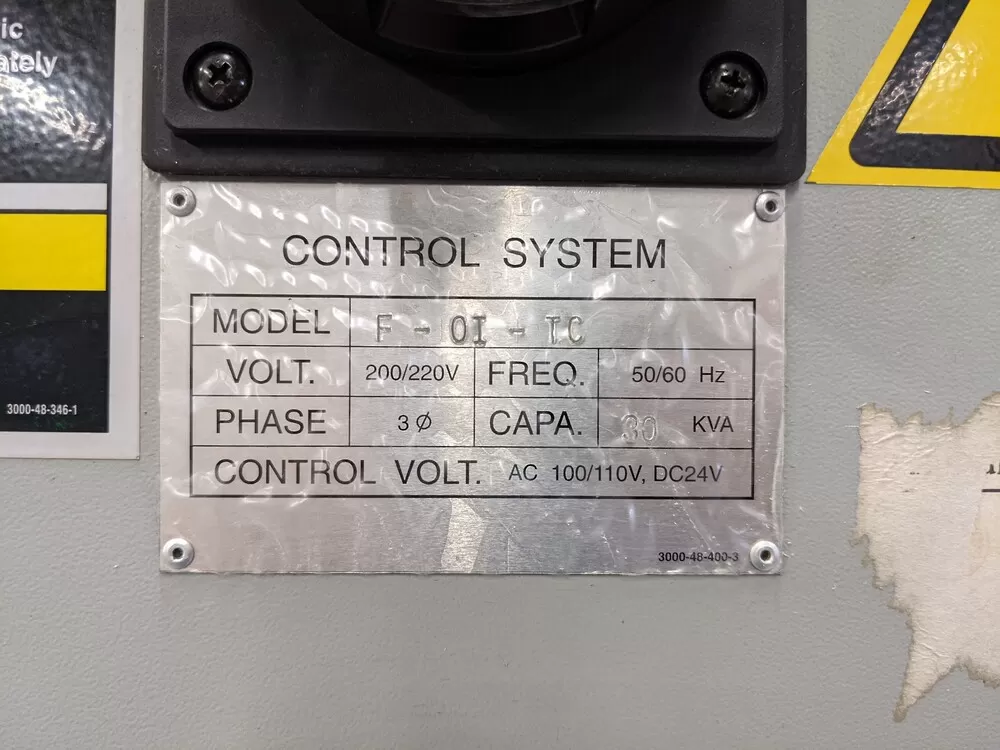 ic
ately
3000-48-346-1
CONTROL SYSTEM
MODEL F - 0I - TC
VOLT. 200/220V FREQ. 50/60 Hz
PHASE 3 Ø CAPA. 30 KVA
CONTROL VOLT. AC 100/110V, DC24V
3000-48-400-3